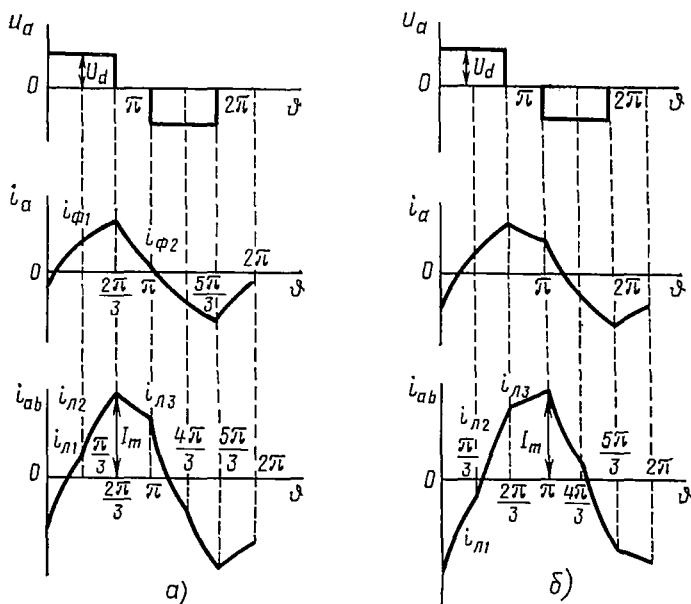 u_a
U_d
0
π
2π
ϑ
i_a
i_ф1
i_ф2
2π
0
2π/3
π
5π/3
ϑ
i_ab
i_л2
i_л3
i_л1
π/3
I_m
4π/3
5π/3
2π
0
2π/3
π
ϑ
а)
u_a
U_d
0
π
2π
ϑ
i_a
0
π
2π
ϑ
i_ab
i_л3
i_л2
π/3
I_m
5π/3
2π
0
2π/3
π
4π/3
ϑ
i_л1
б)